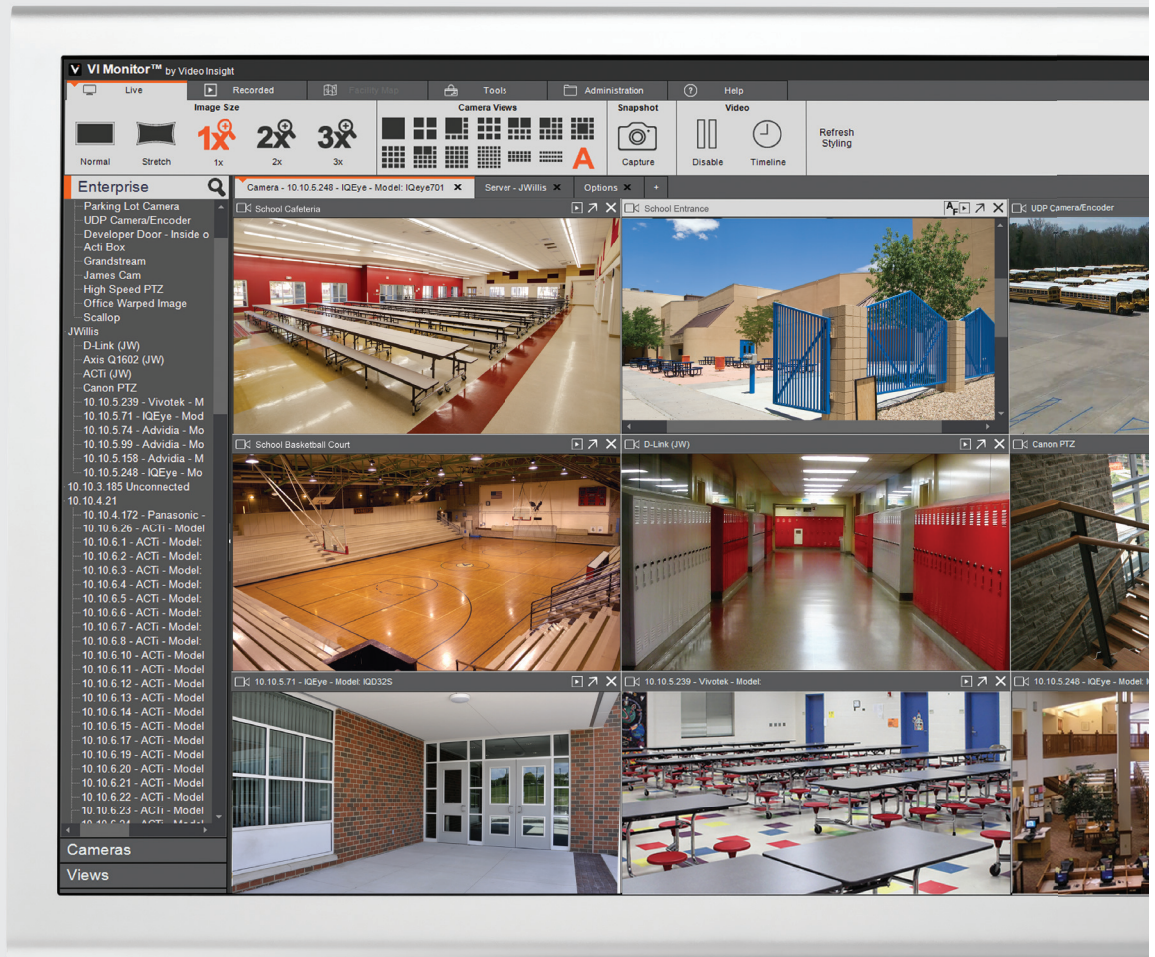 VI Monitor™ by Video Insight
Live
Recorded
Facility Map
Tools
Administration
Help
Image Size
Camera Views
Snapshot
Video
1x
2x
3x
A
Refresh
Styling
Normal
Stretch
1x
2x
3x
Capture
Disable
Timeline
Enterprise
Camera - 10.10.5.248 - IQEye - Model: IQeye701
Server - JWillis
Options
+
Parking Lot Camera
UDP Camera/Encoder
Developer Door - Inside o
Acti Box
Grandstream
James Cam
High Speed PTZ
Office Warped Image
Scallop
JWillis
D-Link (JW)
Axis Q1602 (JW)
ACTi (JW)
Canon PTZ
10.10.5.239 - Vivotek - M
10.10.5.71 - IQEye - Mod
10.10.5.74 - Advidia - Mo
10.10.5.99 - Advidia - Mo
10.10.5.158 - Advidia - M
10.10.5.248 - IQEye - Mo
10.10.3.185 Unconnected
10.10.4.21
10.10.4.172 - Panasonic -
10.10.6.26 - ACTi - Model
10.10.6.1 - ACTi - Model:
10.10.6.2 - ACTi - Model:
10.10.6.3 - ACTi - Model:
10.10.6.4 - ACTi - Model:
10.10.6.5 - ACTi - Model:
10.10.6.6 - ACTi - Model:
10.10.6.7 - ACTi - Model:
10.10.6.8 - ACTi - Model:
10.10.6.10 - ACTi - Model
10.10.6.11 - ACTi - Model
10.10.6.12 - ACTi - Model
10.10.6.13 - ACTi - Model
10.10.6.14 - ACTi - Model
10.10.6.15 - ACTi - Model
10.10.6.17 - ACTi - Model
10.10.6.19 - ACTi - Model
10.10.6.20 - ACTi - Model
10.10.6.21 - ACTi - Model
10.10.6.22 - ACTi - Model
10.10.6.23 - ACTi - Model
10.10.6.24 - ACTi - Model
Cameras
Views
School Cafeteria
School Entrance
AF
UDP Camera/Encoder
School Basketball Court
D-Link (JW)
Canon PTZ
10.10.5.71 - IQEye - Model: IQD32S
10.10.5.239 - Vivotek - Model:
10.10.5.248 - IQEye - Model: I